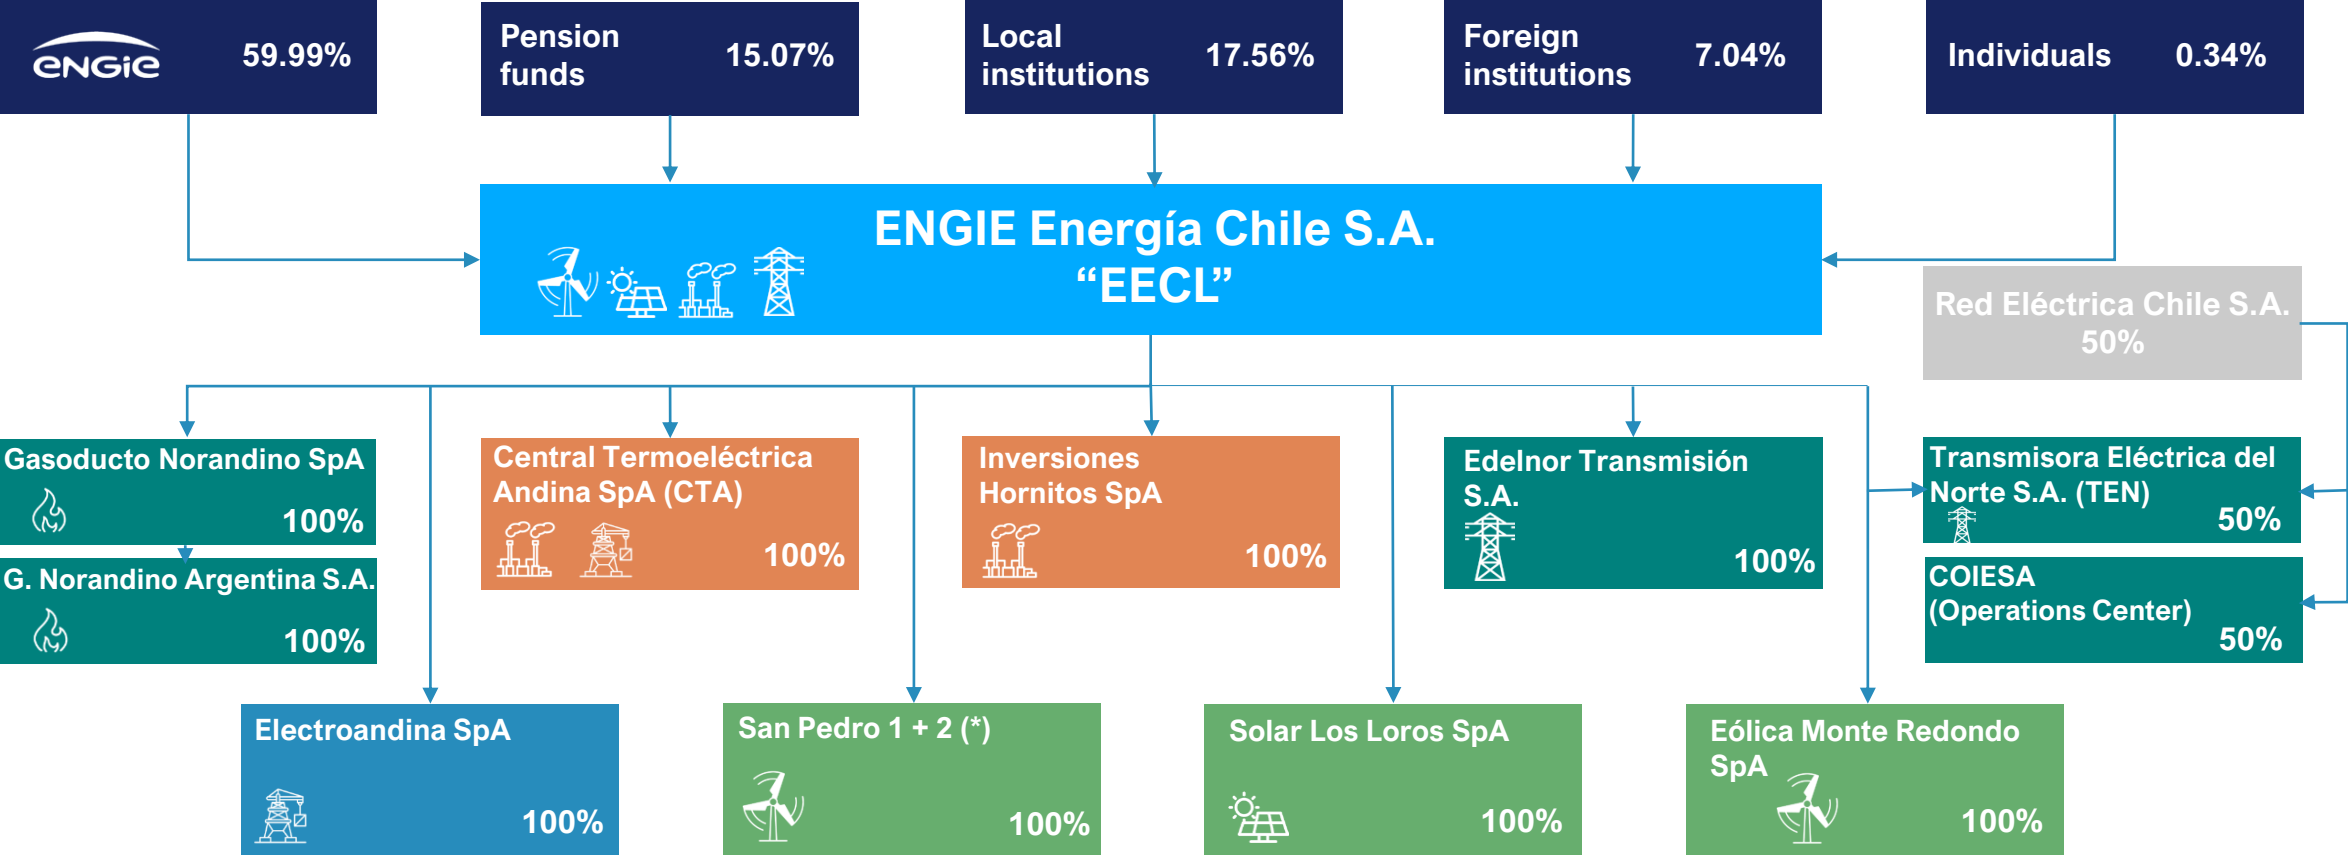 ENGIE 59.99%
Pension
funds
15.07%
Local
institutions
17.56%
Foreign
institutions
7.04%
Individuals 0.34%
ENGIE Energía Chile S.A.
“EECL”
Red Eléctrica Chile S.A.
50%
Gasoducto Norandino SpA
100%
G. Norandino Argentina S.A.
100%
Central Termoeléctrica
Andina SpA (CTA)
100%
Inversiones
Hornitos SpA
100%
Edelnor Transmisión
S.A.
100%
Transmisora Eléctrica del
Norte S.A. (TEN)
50%
COIESA
(Operations Center)
50%
Electroandina SpA
100%
San Pedro 1 + 2 (*)
100%
Solar Los Loros SpA
100%
Eólica Monte Redondo
SpA
100%